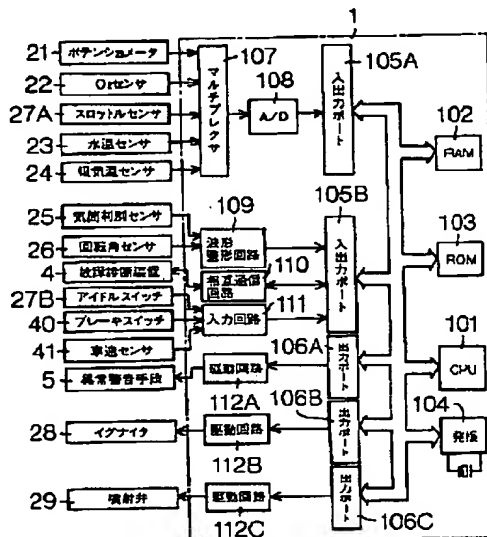 1
21 ポテンショメータ
22 O₂センサ
27A スロットルセンサ
23 水温センサ
24 吸気温センサ
107 マルチプレクサ
108 A/D
105A 入出力ポート
102 RAM
25 気筒判別センサ
26 回転角センサ
4 故障診断装置
27B アイドルスイッチ
40 ブレーキスイッチ
41 車速センサ
5 異常警告手段
109 波形整形回路
110 相互通信回路
111 入力回路
105B 入出力ポート
103 ROM
101 CPU
104 発振
112A 駆動回路
106A 出力ポート
28 イグナイタ
112B 駆動回路
106B 出力ポート
29 噴射弁
112C 駆動回路
106C 出力ポート